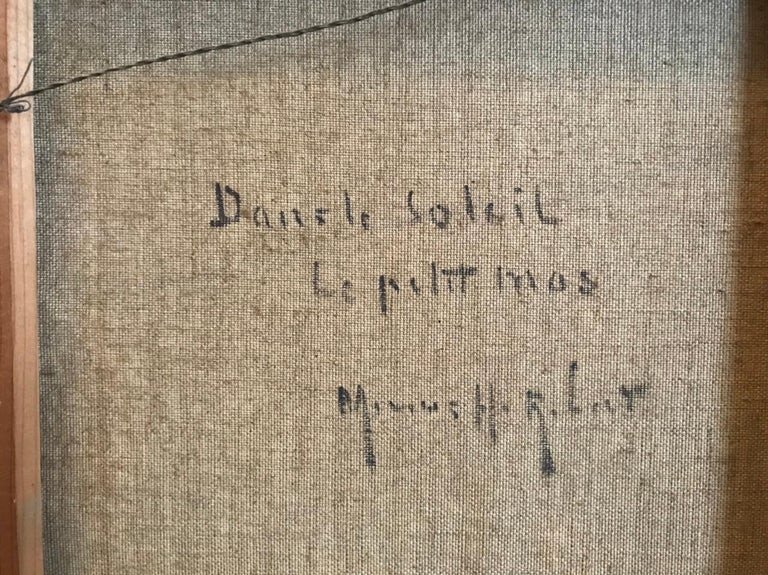 Dans le Soleil
Le petit mas